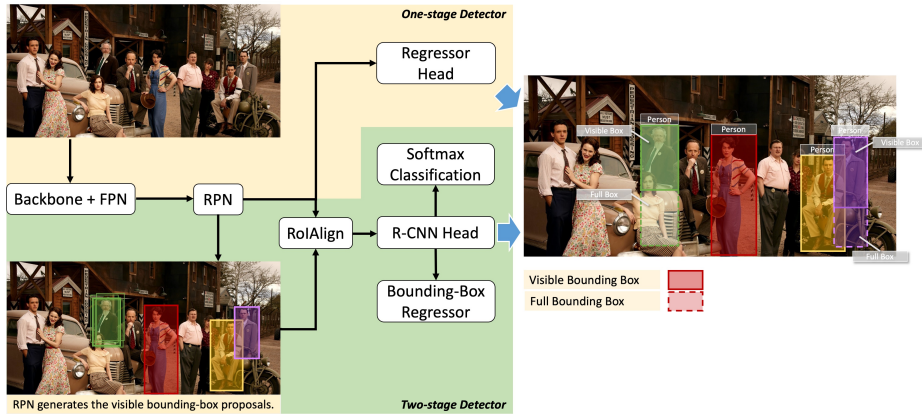 One-stage Detector
Regressor
Head
Backbone + FPN
RPN
Softmax
Classification
RoIAlign
R-CNN Head
Bounding-Box
Regressor
RPN generates the visible bounding-box proposals.
Two-stage Detector
Person
Visible Box
Full Box
Person
Person
Person
Visible Box
Full Box
Visible Bounding Box
Full Bounding Box